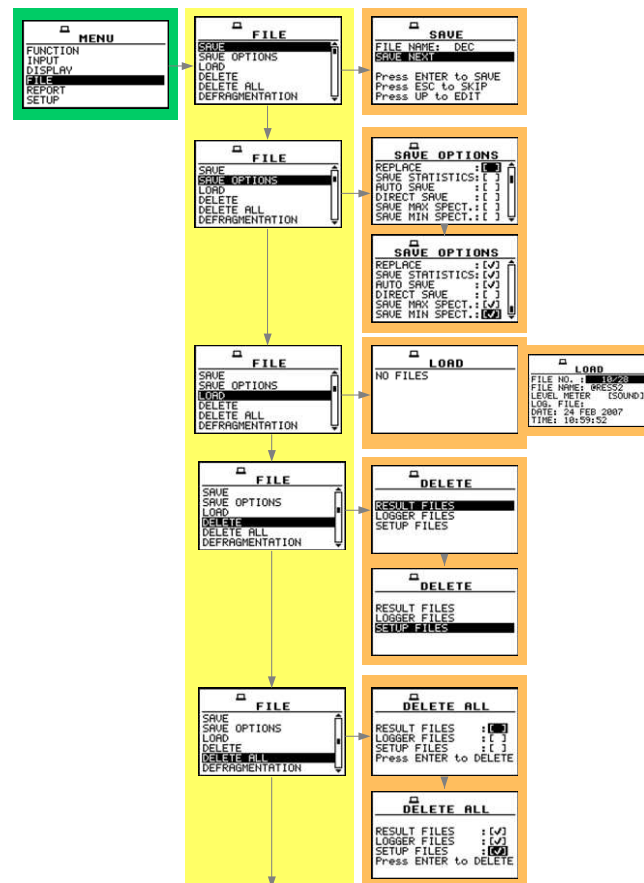 MENU
FUNCTION
INPUT
DISPLAY
FILE
REPORT
SETUP
FILE
SAVE
SAVE OPTIONS
LOAD
DELETE
DELETE ALL
DEFRAGMENTATION
SAVE
FILE NAME: DEC
SAVE NEXT
Press ENTER to SAVE
Press ESC to SKIP
Press UP to EDIT
FILE
SAVE
SAVE OPTIONS
LOAD
DELETE
DELETE ALL
DEFRAGMENTATION
SAVE OPTIONS
REPLACE :[ ]
SAVE STATISTICS:[ ]
AUTO SAVE :[ ]
DIRECT SAVE :[ ]
SAVE MAX SPECT.:[ ]
SAVE MIN SPECT.:[ ]
SAVE OPTIONS
REPLACE :[√]
SAVE STATISTICS:[√]
AUTO SAVE :[√]
DIRECT SAVE :[ ]
SAVE MAX SPECT.:[√]
SAVE MIN SPECT.:[√]
FILE
SAVE
SAVE OPTIONS
LOAD
DELETE
DELETE ALL
DEFRAGMENTATION
LOAD
NO FILES
LOAD
FILE NO. : 10/20
FILE NAME: @RES52
LEVEL METER [SOUND]
LOG. FILE:
DATE: 24 FEB 2007
TIME: 10:59:52
FILE
SAVE
SAVE OPTIONS
LOAD
DELETE
DELETE ALL
DEFRAGMENTATION
DELETE
RESULT FILES
LOGGER FILES
SETUP FILES
DELETE
RESULT FILES
LOGGER FILES
SETUP FILES
FILE
SAVE
SAVE OPTIONS
LOAD
DELETE
DELETE ALL
DEFRAGMENTATION
DELETE ALL
RESULT FILES :[ ]
LOGGER FILES :[ ]
SETUP FILES :[ ]
Press ENTER to DELETE
DELETE ALL
RESULT FILES :[√]
LOGGER FILES :[√]
SETUP FILES :[√]
Press ENTER to DELETE